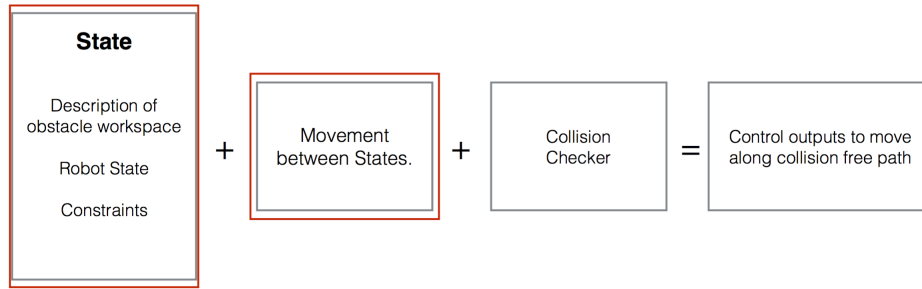 State
Description of
obstacle workspace
Robot State
Constraints
+
Movement
between States.
+
Collision
Checker
=
Control outputs to move
along collision free path